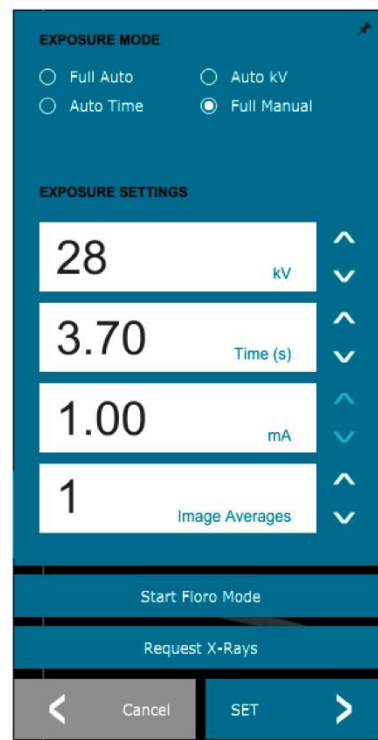 EXPOSURE MODE
Full Auto Auto kV
Auto Time Full Manual
EXPOSURE SETTINGS
28 kV
3.70 Time (s)
1.00 mA
1 Image Averages
Start Floro Mode
Request X-Rays
Cancel SET